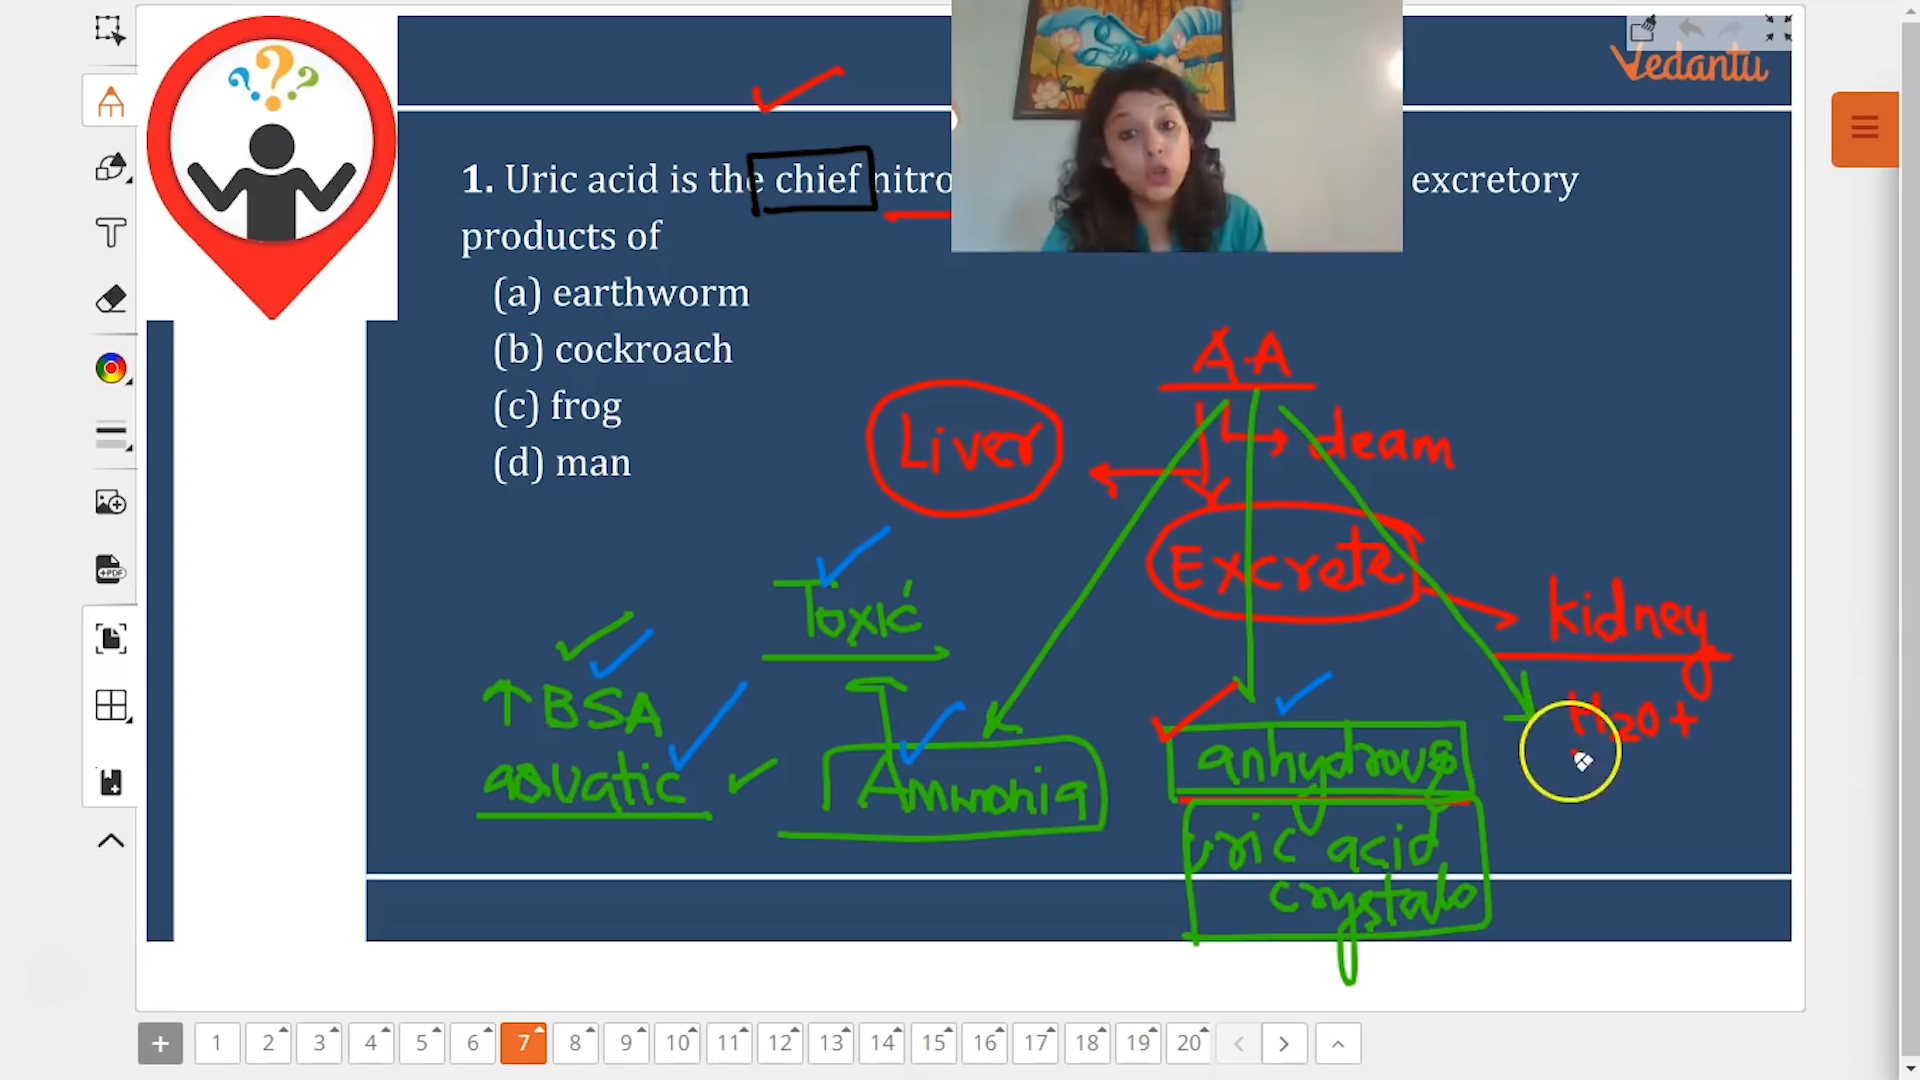 Vedantu
1. Uric acid is the chief nitro excretory
products of
(a) earthworm
(b) cockroach
(c) frog
(d) man
A.A
Liver
deam
Excrete
kidney
Toxic
↑BSA
aquatic
Ammonia
anhydrous
uric acid
crystals
H2O+
+PDF
+ 1 2 3 4 5 6 7 8 9 10 11 12 13 14 15 16 17 18 19 20 < >